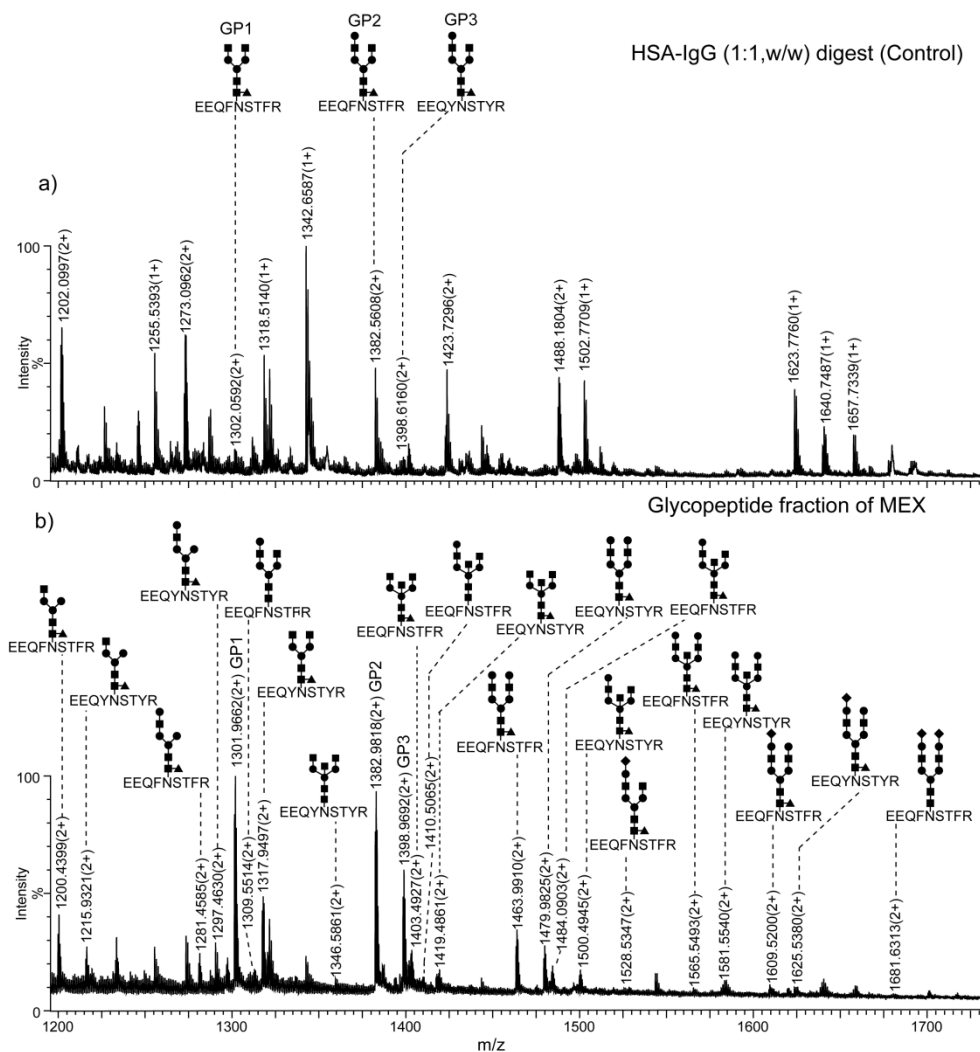 GP1
GP2
GP3
HSA-IgG (1:1,w/w) digest (Control)
EEQFNSTFR
EEQFNSTFR
EEQYNSTYR
a)
Intensity
%
100
0
1202.0997(2+)
1255.5393(1+)
1273.0962(2+)
1302.0592(2+)
1318.5140(1+)
1342.6587(1+)
1382.5608(2+)
1398.6160(2+)
1423.7296(2+)
1488.1804(2+)
1502.7709(1+)
1623.7760(1+)
1640.7487(1+)
1657.7339(1+)
1200
1300
1400
1500
1600
1700
Glycopeptide fraction of MEX
b)
EEQFNSTFR
EEQYNSTYR
EEQFNSTFR
EEQYNSTYR
EEQFNSTFR
EEQYNSTYR
EEQYNSTYR
EEQFNSTFR
EEQFNSTFR
EEQYNSTYR
EEQFNSTFR
EEQYNSTYR
EEQFNSTFR
EEQYNSTYR
EEQFNSTFR
EEQFNSTFR
EEQYNSTYR
EEQFNSTFR
EEQYNSTYR
EEQFNSTFR
Intensity
%
100
0
1200.4399(2+)
1215.9321(2+)
1281.4585(2+)
1297.4630(2+)
1301.9662(2+) GP1
1309.5514(2+)
1317.9497(2+)
1346.5861(2+)
1382.9818(2+) GP2
1398.9692(2+) GP3
1403.4927(2+)
1410.5065(2+)
1419.4861(2+)
1463.9910(2+)
1479.9825(2+)
1484.0903(2+)
1500.4945(2+)
1528.5347(2+)
1565.5493(2+)
1581.5540(2+)
1609.5200(2+)
1625.5380(2+)
1681.6313(2+)
1200
1300
1400
1500
1600
1700
m/z